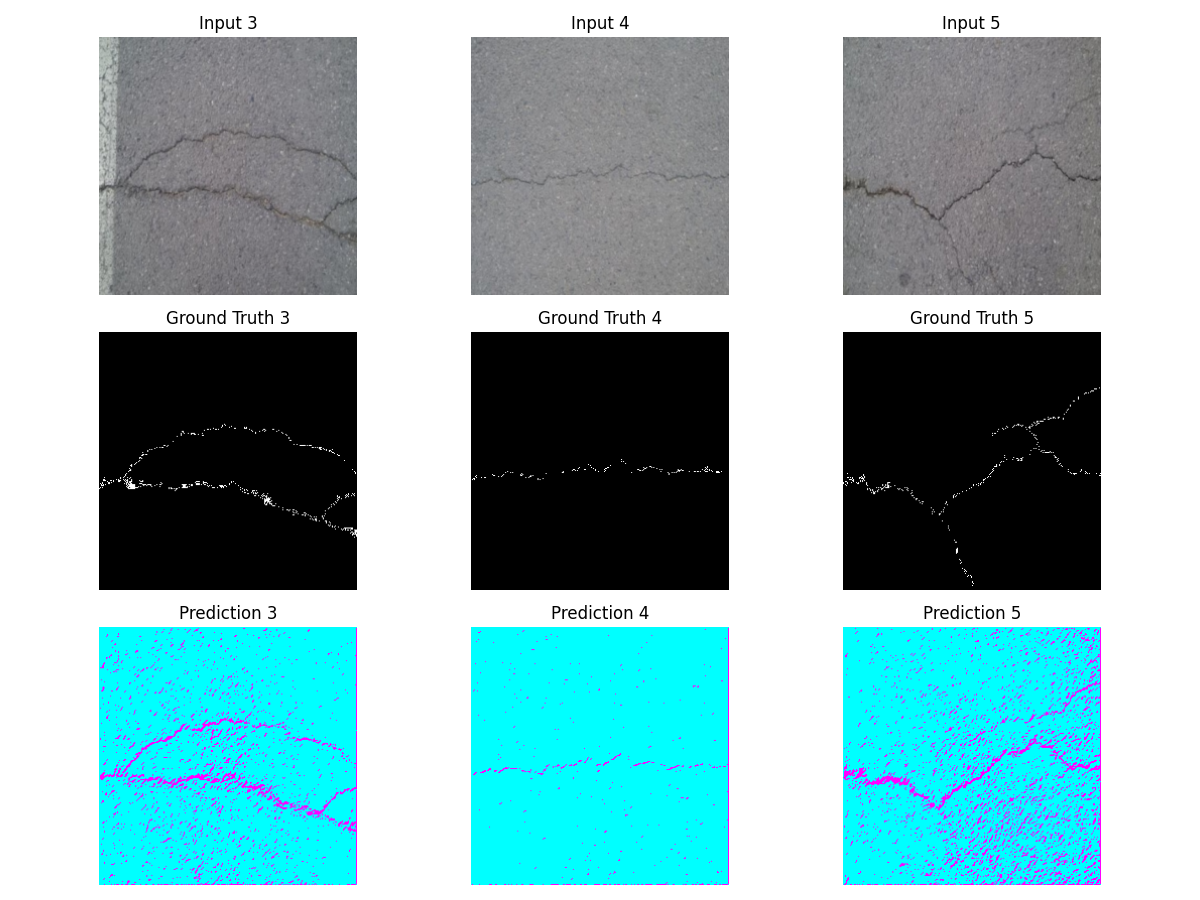 Input 3
Input 4
Input 5
Ground Truth 3
Ground Truth 4
Ground Truth 5
Prediction 3
Prediction 4
Prediction 5